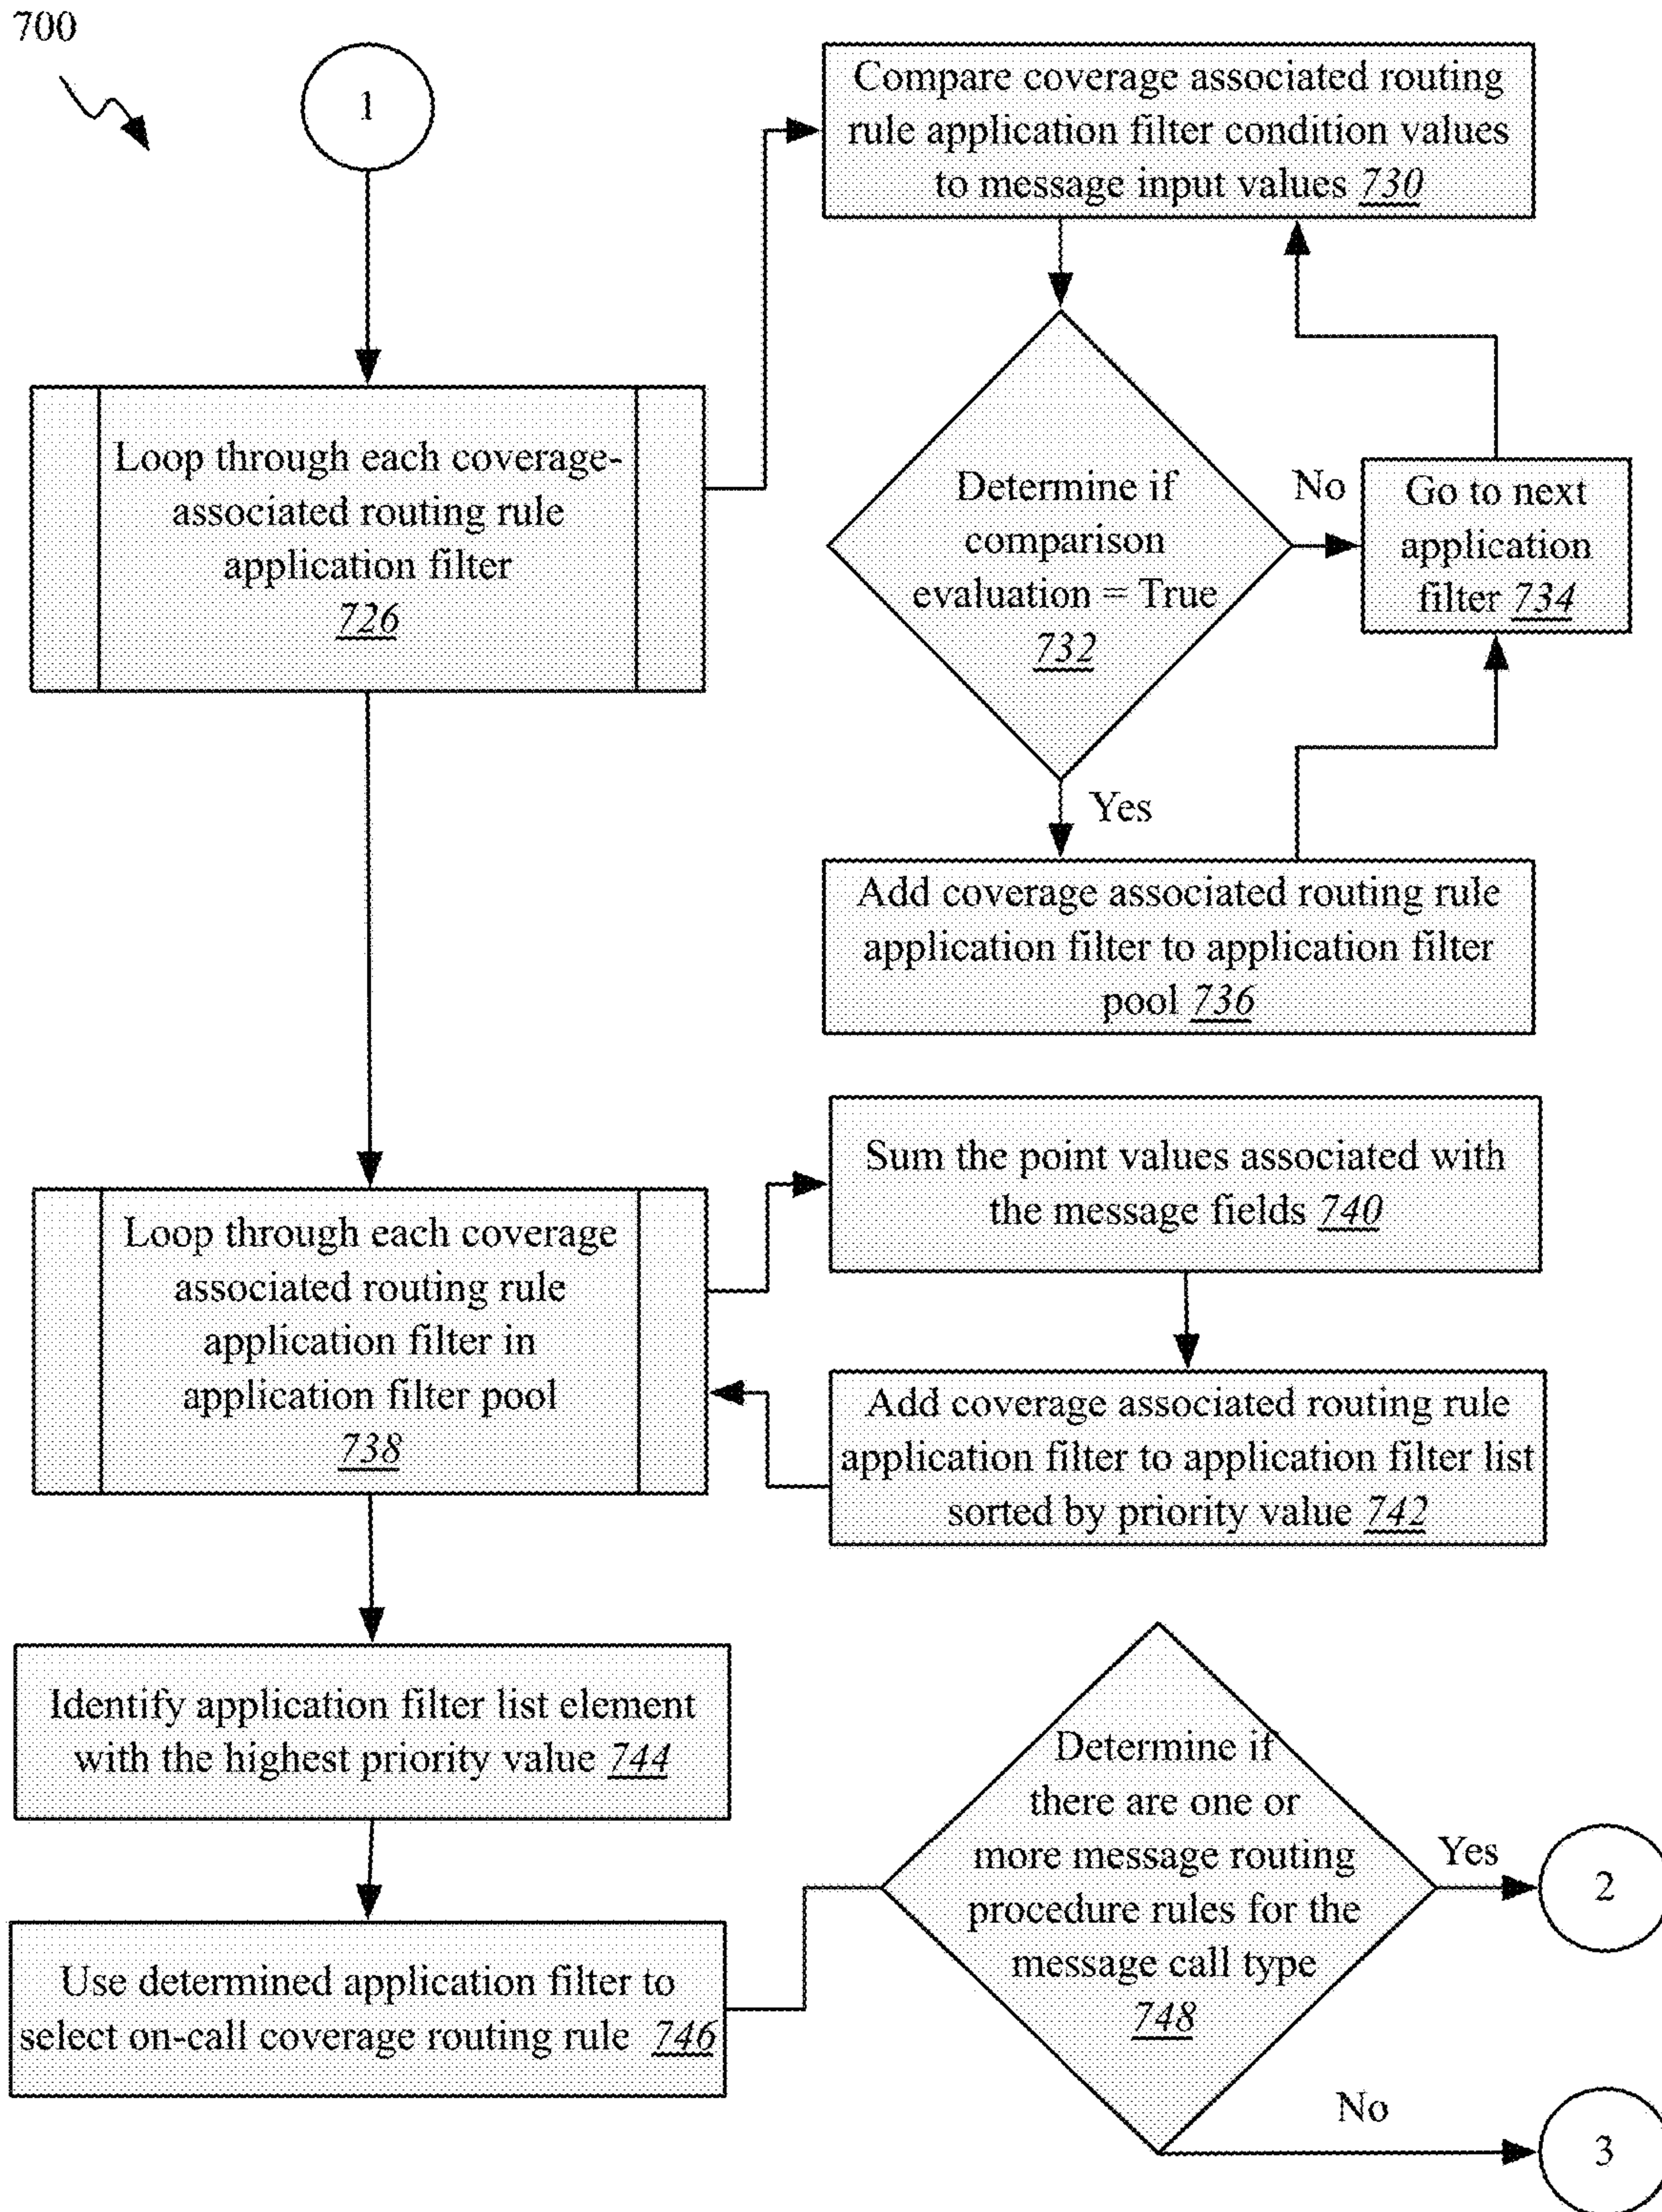 700
1
Compare coverage associated routing
rule application filter condition values
to message input values 730
Loop through each coverage-
associated routing rule
application filter
726
Determine if
comparison
evaluation = True
732
No
Go to next
application
filter 734
Yes
Add coverage associated routing rule
application filter to application filter
pool 736
Sum the point values associated with
the message fields 740
Loop through each coverage
associated routing rule
application filter in
application filter pool
738
Add coverage associated routing rule
application filter to application filter list
sorted by priority value 742
Identify application filter list element
with the highest priority value 744
Determine if
there are one or
more message routing
procedure rules for the
message call type
748
Yes
2
Use determined application filter to
select on-call coverage routing rule 746
No
3